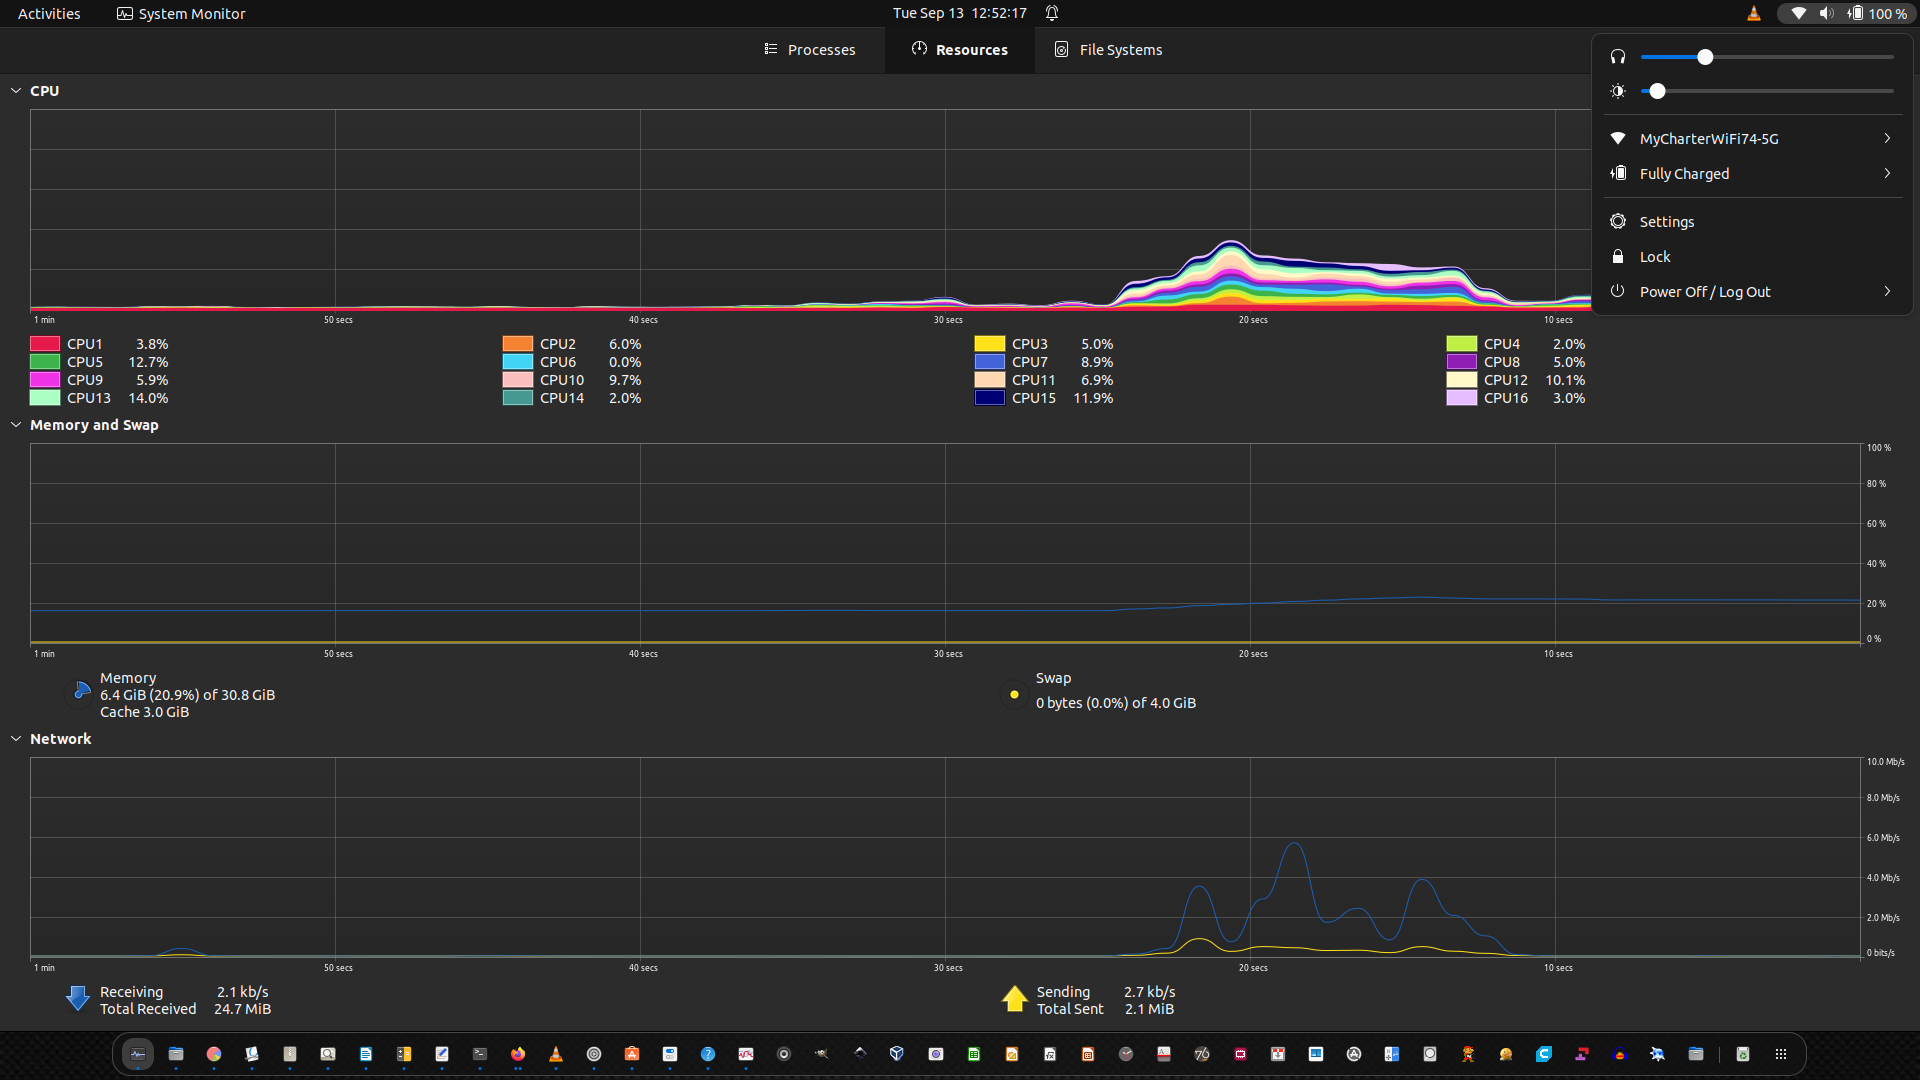 Activities
System Monitor
Tue Sep 13 12:52:17
100 %
Processes
Resources
File Systems
MyCharterWiFi74-5G
Fully Charged
Settings
Lock
Power Off / Log Out
CPU
1 min 50 secs 40 secs 30 secs 20 secs 10 secs
CPU1 3.8% CPU2 6.0% CPU3 5.0% CPU4 2.0%
CPU5 12.7% CPU6 0.0% CPU7 8.9% CPU8 5.0%
CPU9 5.9% CPU10 9.7% CPU11 6.9% CPU12 10.1%
CPU13 14.0% CPU14 2.0% CPU15 11.9% CPU16 3.0%
Memory and Swap
100 %
80 %
60 %
40 %
20 %
0 %
1 min 50 secs 40 secs 30 secs 20 secs 10 secs
Memory
6.4 GiB (20.9%) of 30.8 GiB
Cache 3.0 GiB
Swap
0 bytes (0.0%) of 4.0 GiB
Network
10.0 Mb/s
8.0 Mb/s
6.0 Mb/s
4.0 Mb/s
2.0 Mb/s
0 bits/s
1 min 50 secs 40 secs 30 secs 20 secs 10 secs
Receiving 2.1 kb/s
Total Received 24.7 MiB
Sending 2.7 kb/s
Total Sent 2.1 MiB
76